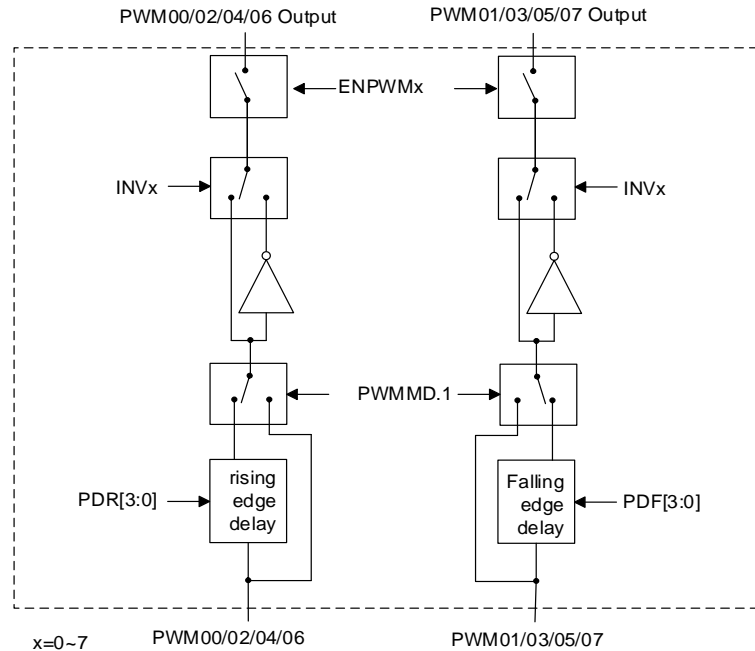 PWM00/02/04/06 Output
PWM01/03/05/07 Output
ENPWMx
INVx
INVx
PWMMD.1
PDR[3:0]
rising
edge
delay
Falling
edge
delay
PDF[3:0]
x=0~7
PWM00/02/04/06
PWM01/03/05/07